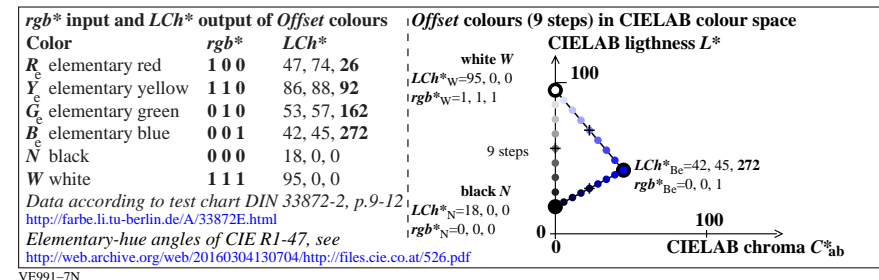 rgb* input and LCh* output of Offset colours
Color rgb* LCh*
Re elementary red 1 0 0 47, 74, 26
Ye elementary yellow 1 1 0 86, 88, 92
Ge elementary green 0 1 0 53, 57, 162
Be elementary blue 0 0 1 42, 45, 272
N black 0 0 0 18, 0, 0
W white 1 1 1 95, 0, 0
Data according to test chart DIN 33872-2, p.9-12
http://farbe.li.tu-berlin.de/A/33872E.html
Elementary-hue angles of CIE R1-47, see
http://web.archive.org/web/20160304130704/http://files.cie.co.at/526.pdf
Offset colours (9 steps) in CIELAB colour space
CIELAB ligthness L*
white W
LCh*W=95, 0, 0
rgb*W=1, 1, 1
100
9 steps
LCh*Be=42, 45, 272
rgb*Be=0, 0, 1
black N
LCh*N=18, 0, 0
rgb*N=0, 0, 0
0
0
100
CIELAB chroma C*ab
VE991-7N